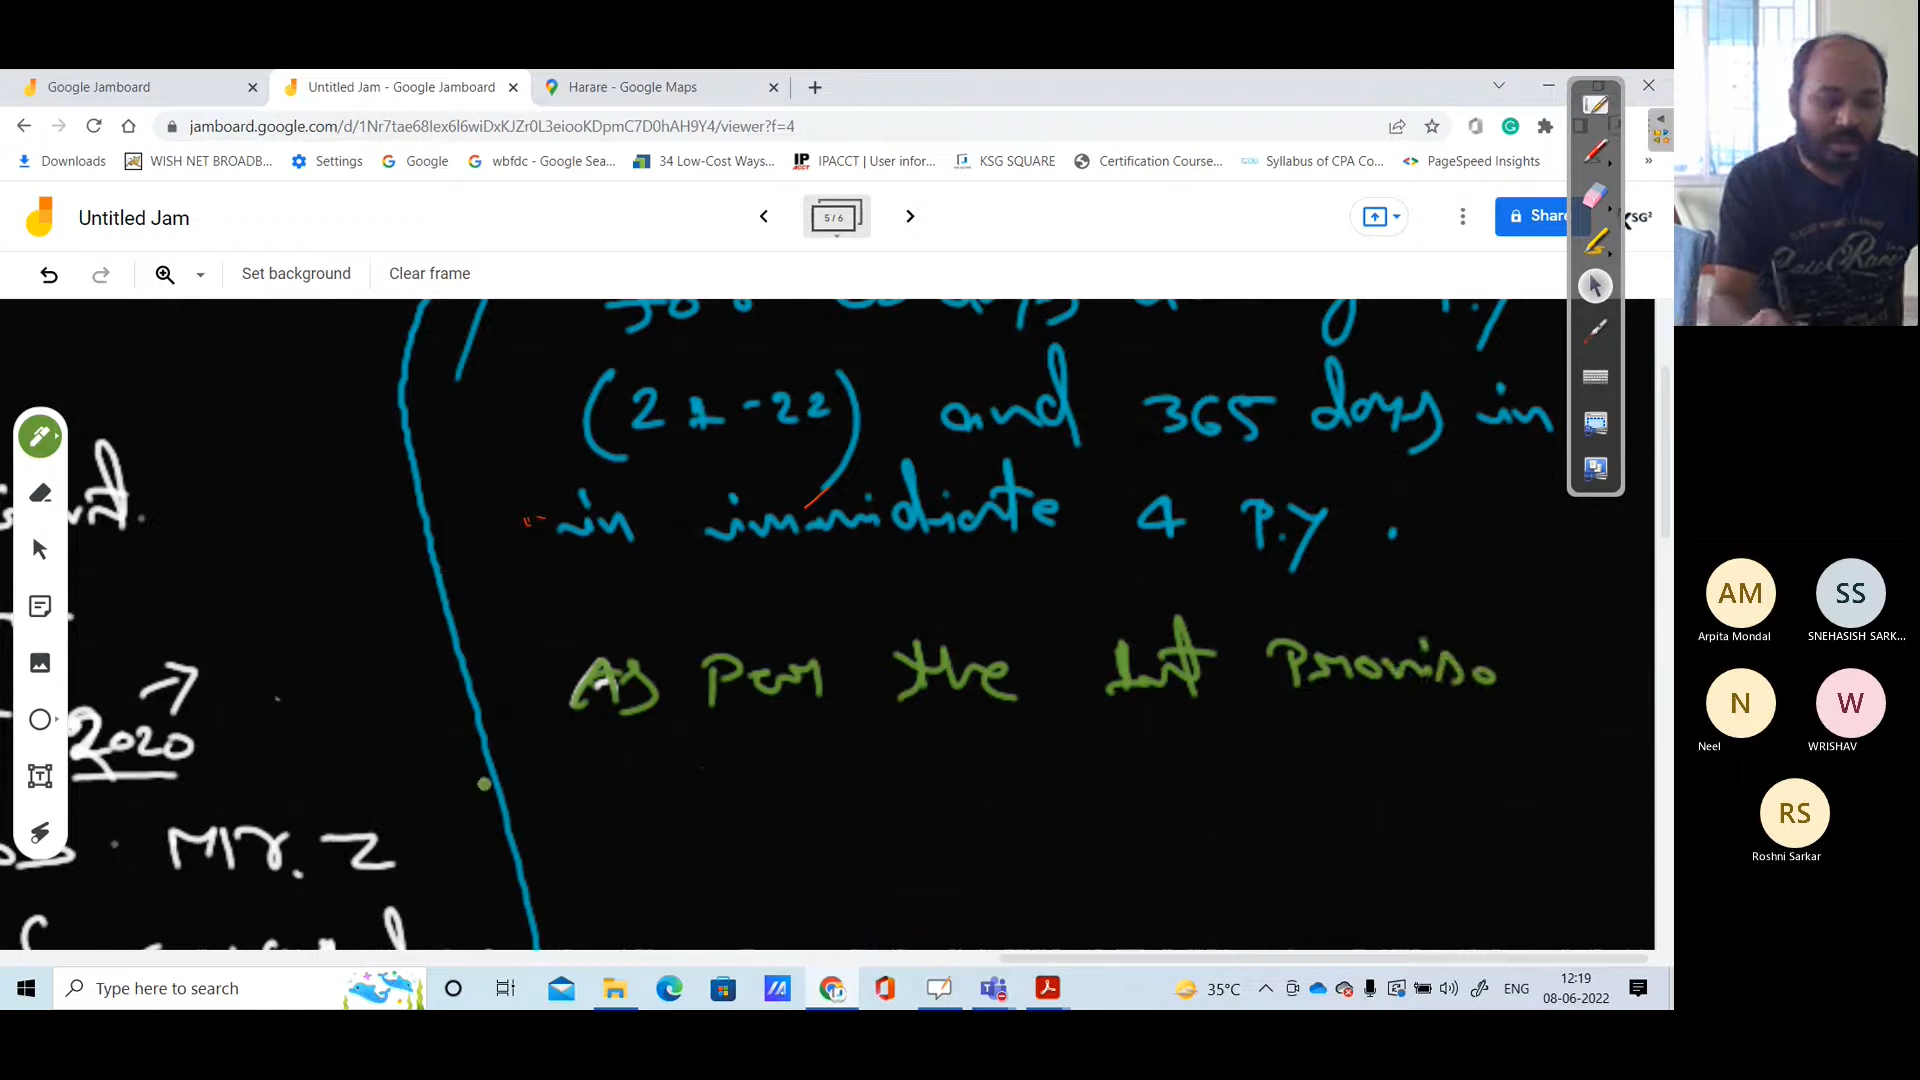 Google Jamboard
Untitled Jam - Google Jamboard
Harare - Google Maps
jamboard.google.com/d/1Nr7tae68Iex6l6wiDxKJZr0L3eiooKDpmC7D0hAH9Y4/viewer?f=4
Downloads WISH NET BROADB... Settings Google wbfdc - Google Sea... 34 Low-Cost Ways... IPACCT | User infor... KSG SQUARE Certification Course... Syllabus of CPA Co... PageSpeed Insights »
Untitled Jam
5 / 6
Share
KSG²
Set background Clear frame
days
(21-22) and 365 days in
in immidiate 4 P.Y.
As Per the 1st Proviso
2020
Mr. Z
AM
Arpita Mondal
SS
SNEHASISH SARK...
N
Neel
W
WRISHAV
RS
Roshni Sarkar
Type here to search
35°C
ENG
12:19
08-06-2022